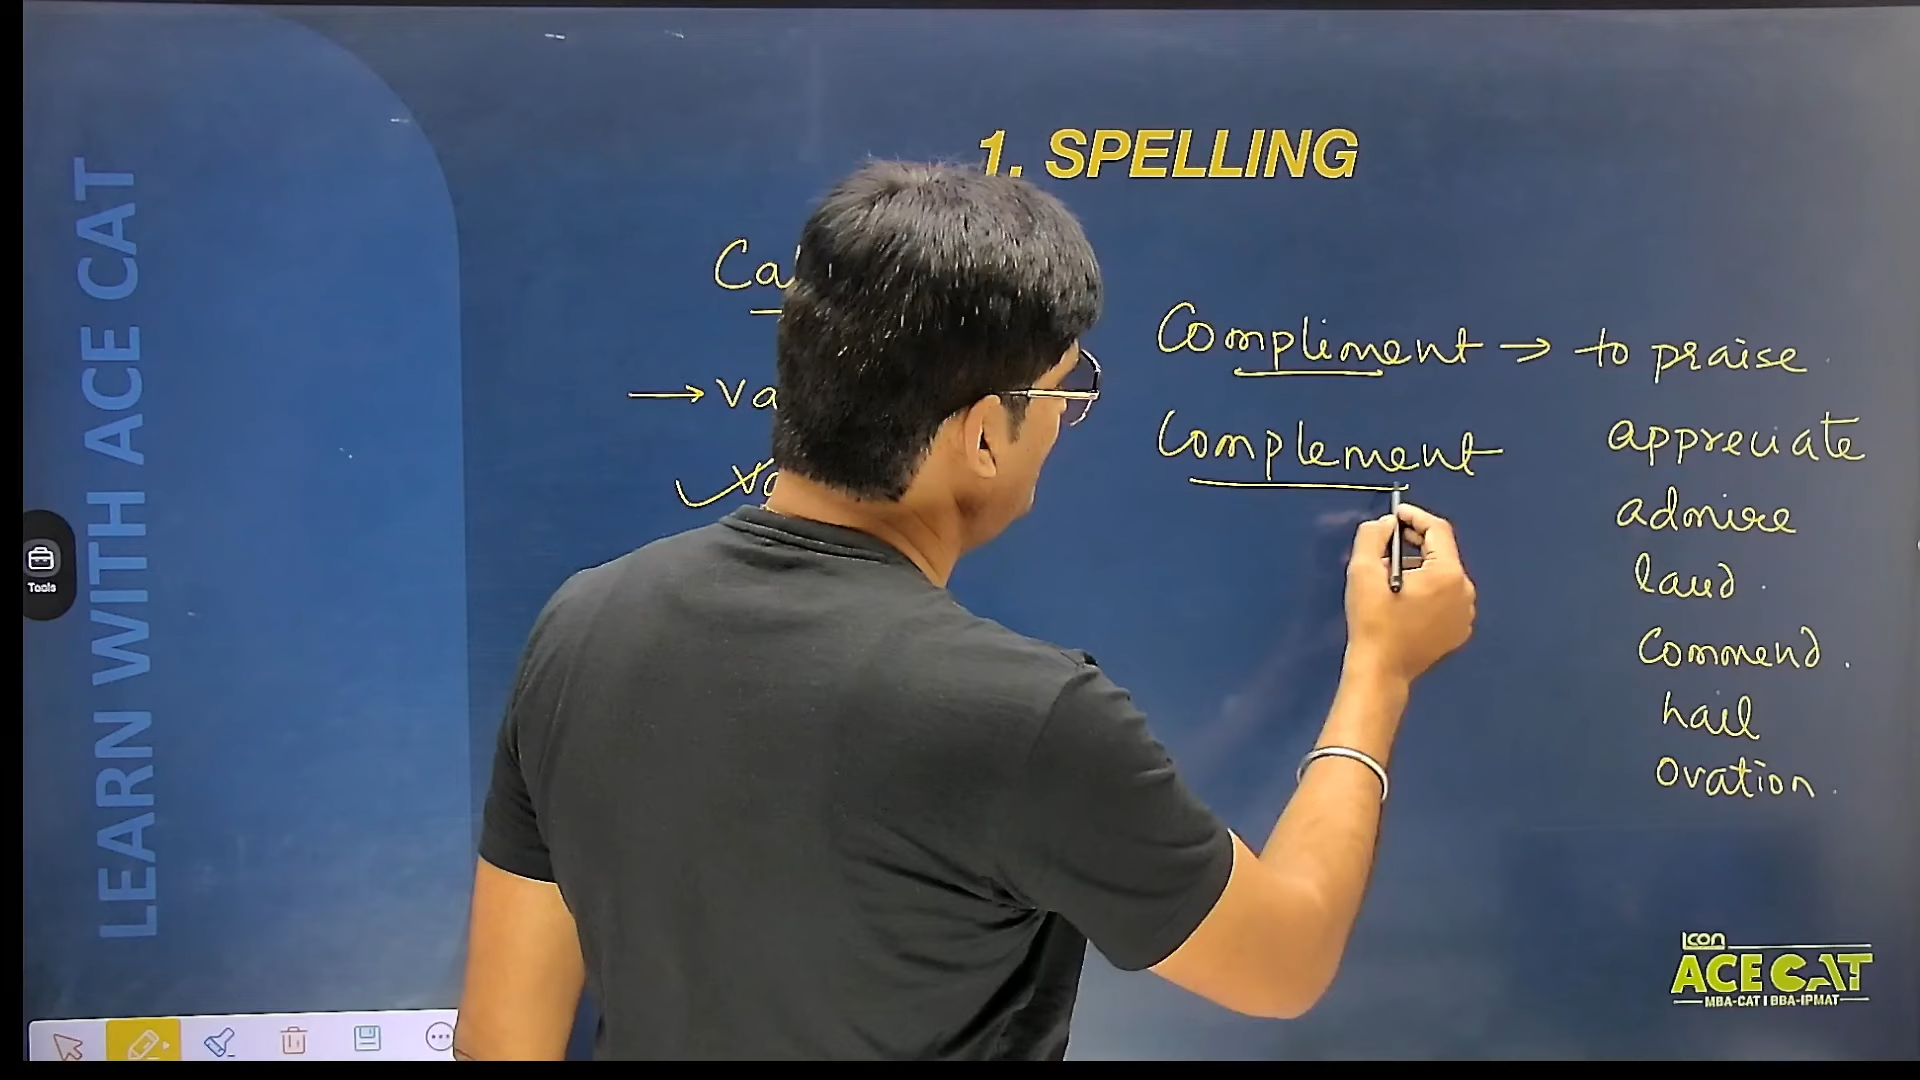 1. SPELLING
LEARN WITH ACE CAT
Compliment → to praise
Complement
appreciate
admire
laud
Commend
hail
ovation
Tools
Icon
ACE CAT
MBA-CAT I BBA-IPMAT